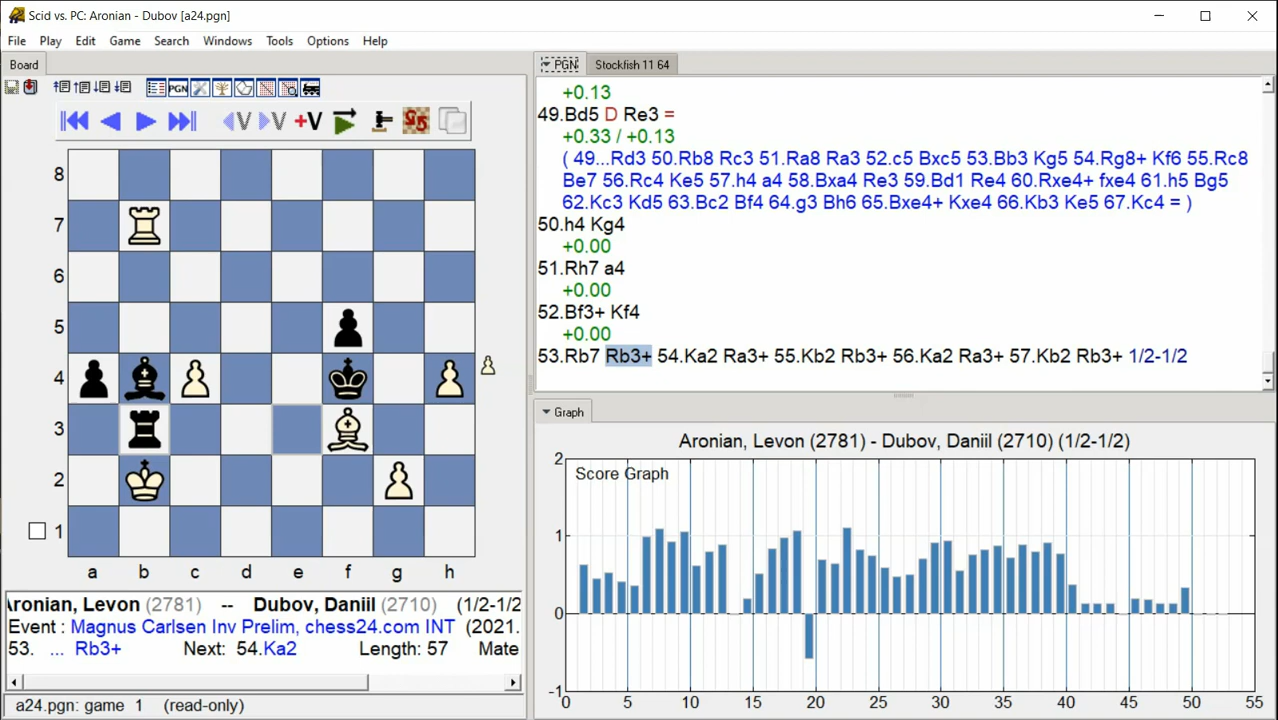 Scid vs. PC: Aronian - Dubov [a24.pgn]
File Play Edit Game Search Windows Tools Options Help
Board
PGN
V V +V
8
7
6
5
4
3
2
1
a b c d e f g h
Aronian, Levon (2781) -- Dubov, Daniil (2710) (1/2-1/2
Event : Magnus Carlsen Inv Prelim, chess24.com INT (2021.
53. ... Rb3+ Next: 54.Ka2 Length: 57 Mate
a24.pgn: game 1 (read-only)
PGN Stockfish 11 64
+0.13
49.Bd5 D Re3 =
+0.33 / +0.13
( 49...Rd3 50.Rb8 Rc3 51.Ra8 Ra3 52.c5 Bxc5 53.Bb3 Kg5 54.Rg8+ Kf6 55.Rc8
Be7 56.Rc4 Ke5 57.h4 a4 58.Bxa4 Re3 59.Bd1 Re4 60.Rxe4+ fxe4 61.h5 Bg5
62.Kc3 Kd5 63.Bc2 Bf4 64.g3 Bh6 65.Bxe4+ Kxe4 66.Kb3 Ke5 67.Kc4 = )
50.h4 Kg4
+0.00
51.Rh7 a4
+0.00
52.Bf3+ Kf4
+0.00
53.Rb7 Rb3+ 54.Ka2 Ra3+ 55.Kb2 Rb3+ 56.Ka2 Ra3+ 57.Kb2 Rb3+ 1/2-1/2
Graph
Aronian, Levon (2781) - Dubov, Daniil (2710) (1/2-1/2)
Score Graph
2
1
0
-1
0 5 10 15 20 25 30 35 40 45 50 55